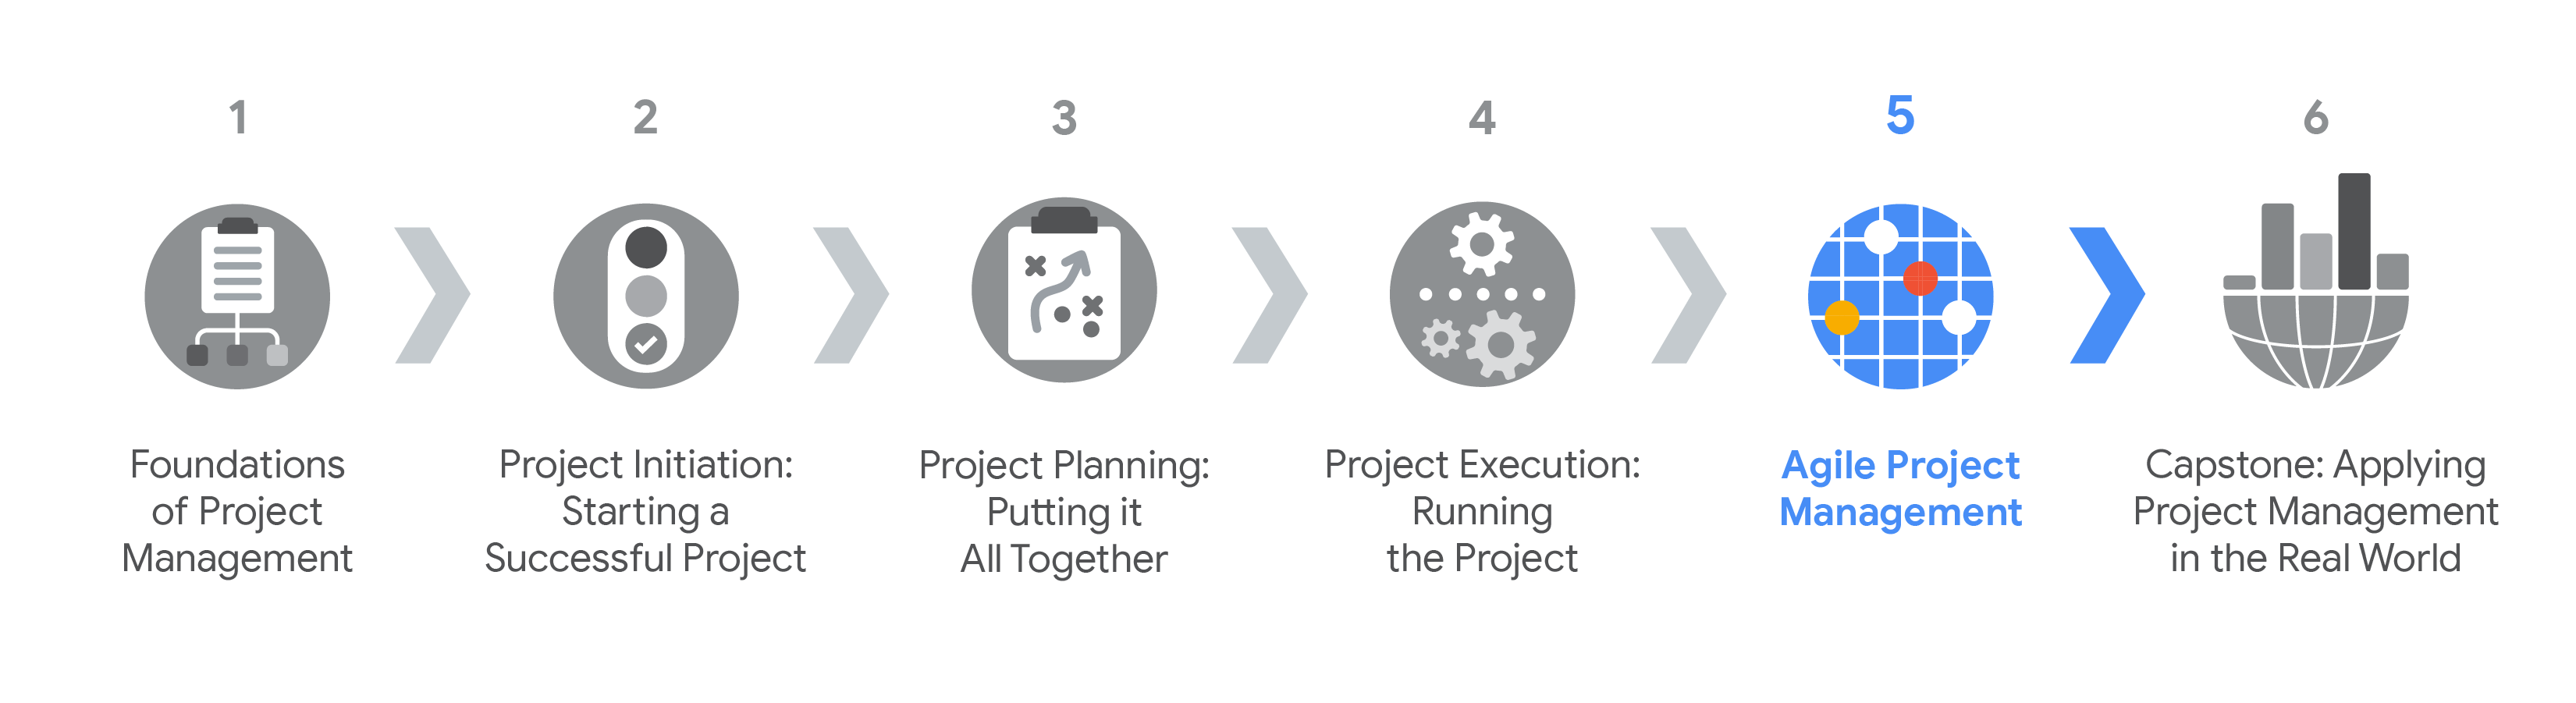 1
Foundations
of Project
Management
2
Project Initiation:
Starting a
Successful Project
3
Project Planning:
Putting it
All Together
4
Project Execution:
Running
the Project
5
Agile Project
Management
6
Capstone: Applying
Project Management
in the Real World